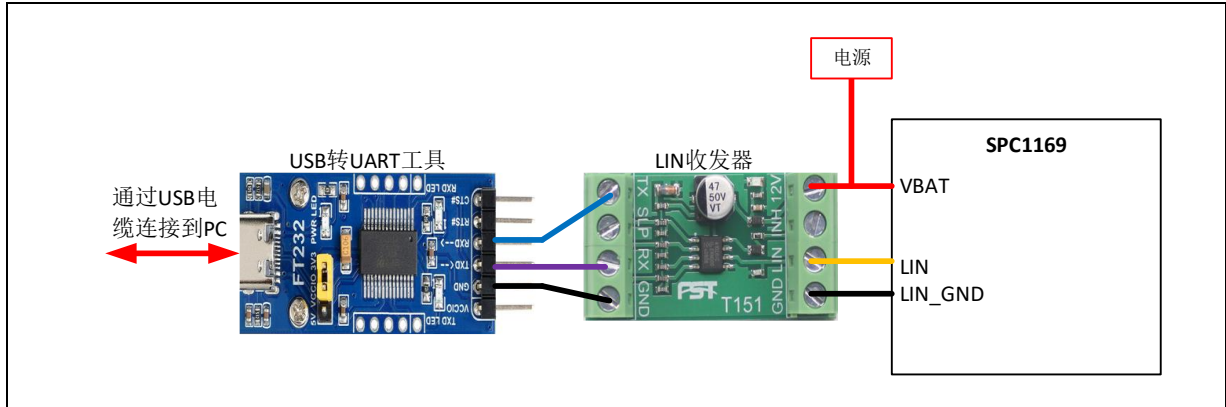 电源
SPC1169
USB转UART工具
LIN收发器
通过USB电
缆连接到PC
VBAT
LIN
LIN_GND
FT232
PWR LED
5V VCCIO 3V3
RXD LED
TXD LED
CTS#
RTS#
RXD
TXD
GND
VCCIO
TX
SLP
RX
GND
47
50V
VT
PST
T151
12V
INH
LIN
GND